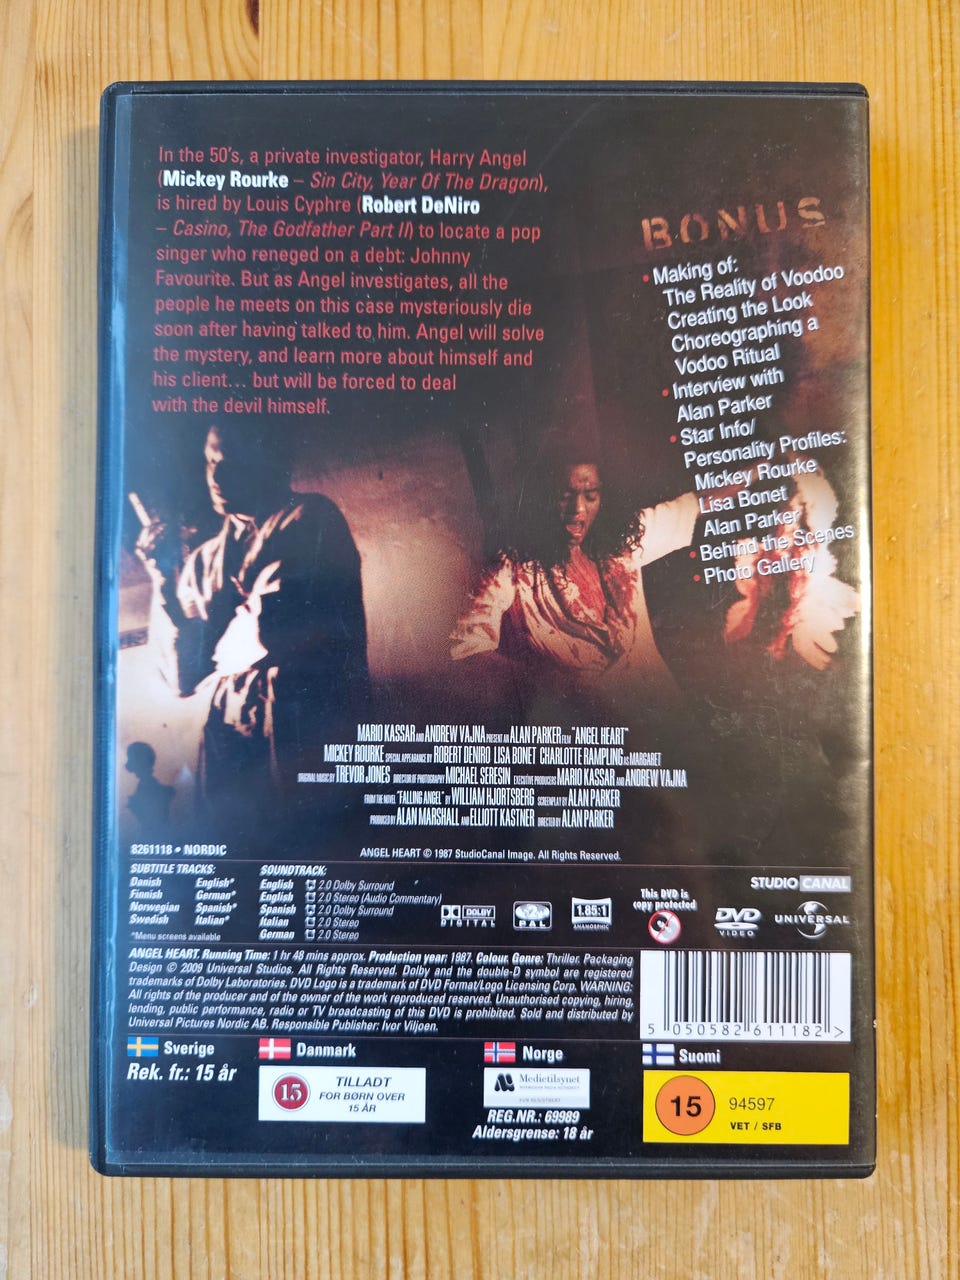 In the 50's, a private investigator, Harry Angel
(Mickey Rourke – Sin City, Year Of The Dragon),
is hired by Louis Cyphre (Robert DeNiro
– Casino, The Godfather Part II) to locate a pop
singer who reneged on a debt: Johnny
Favourite. But as Angel investigates, all the
people he meets on this case mysteriously die
soon after having talked to him. Angel will solve
the mystery, and learn more about himself and
his client... but will be forced to deal
with the devil himself.
BONUS
• Making of:
The Reality of Voodoo
Creating the Look
Choreographing a
Vodoo Ritual
• Interview with
Alan Parker
• Star Info/
Personality Profiles:
Mickey Rourke
Lisa Bonet
Alan Parker
• Behind the Scenes
• Photo Gallery
MARIO KASSAR AND ANDREW VAJNA PRESENT AN ALAN PARKER FILM "ANGEL HEART"
MICKEY ROURKE SPECIAL APPEARANCE BY ROBERT DENIRO LISA BONET CHARLOTTE RAMPLING AS MARGARET
ORIGINAL MUSIC BY TREVOR JONES DIRECTOR OF PHOTOGRAPHY MICHAEL SERESIN EXECUTIVE PRODUCERS MARIO KASSAR AND ANDREW VAJNA
FROM THE NOVEL "FALLING ANGEL" BY WILLIAM HJORTSBERG SCREENPLAY BY ALAN PARKER
PRODUCED BY ALAN MARSHALL AND ELLIOTT KASTNER DIRECTED BY ALAN PARKER
8261118 • NORDIC
ANGEL HEART © 1987 StudioCanal Image. All Rights Reserved.
SUBTITLE TRACKS:
Danish English*
Finnish German*
Norwegian Spanish*
Swedish Italian*
*Menu screens available
SOUNDTRACK:
English 2.0 Dolby Surround
English 2.0 Stereo (Audio Commentary)
Spanish 2.0 Dolby Surround
Italian 2.0 Stereo
German 2.0 Stereo
DOLBY
DIGITAL
2
PAL
1.85:1
ANAMORPHIC
This DVD is
copy protected
STUDIO CANAL
DVD
VIDEO
UNIVERSAL
ANGEL HEART. Running Time: 1 hr 48 mins approx. Production year: 1987. Colour. Genre: Thriller. Packaging
Design © 2009 Universal Studios. All Rights Reserved. Dolby and the double-D symbol are registered
trademarks of Dolby Laboratories. DVD Logo is a trademark of DVD Format/Logo Licensing Corp. WARNING:
All rights of the producer and of the owner of the work reproduced reserved. Unauthorised copying, hiring,
lending, public performance, radio or TV broadcasting of this DVD is prohibited. Sold and distributed by
Universal Pictures Nordic AB. Responsible Publisher: Ivor Viljoen.
5 050582 611182 >
Sverige
Rek. fr.: 15 år
Danmark
15
TILLADT
FOR BØRN OVER
15 ÅR
Norge
Medietilsynet
NORWEGIAN MEDIA AUTHORITY
REG.NR.: 69989
Aldersgrense: 18 år
Suomi
15
94597
VET / SFB